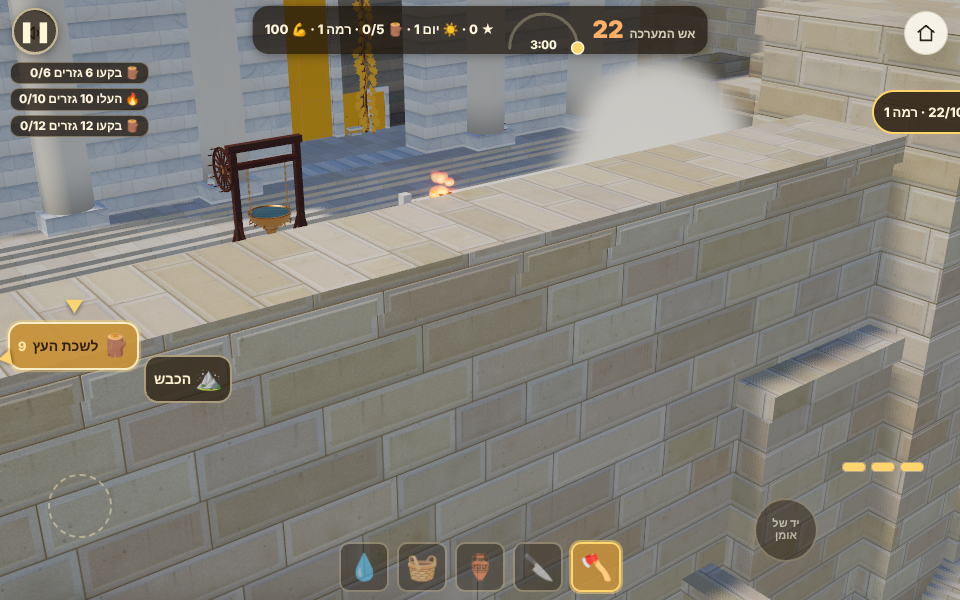 100 💪 · רמה 1 · 0/5 🪵 · יום 1 ☀️ · 0 ★
3:00
22 אש המערכה
בקעו 6 גזרים 0/6
העלו 10 גזרים 0/10
בקעו 12 גזרים 0/12
רמה 1 · 22/10
לשכת העץ 9
הכבש
יד של
אומן